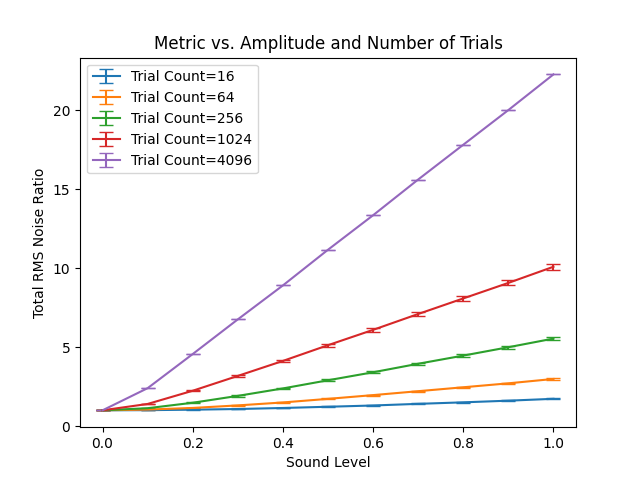 Metric vs. Amplitude and Number of Trials
Trial Count=16
Trial Count=64
Trial Count=256
Trial Count=1024
Trial Count=4096
Total RMS Noise Ratio
20
15
10
5
0
0.0 0.2 0.4 0.6 0.8 1.0
Sound Level